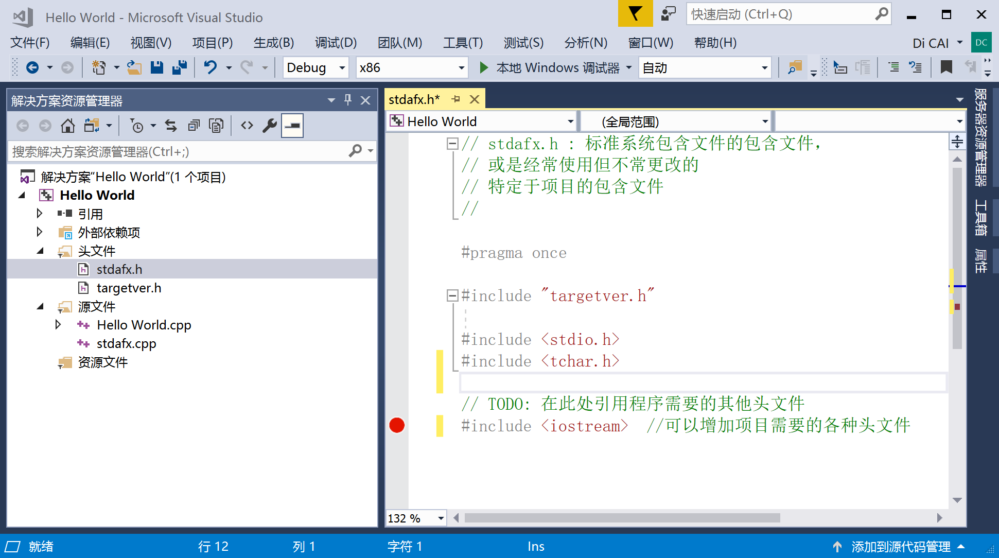 Hello World - Microsoft Visual Studio
快速启动 (Ctrl+Q)
文件(F) 编辑(E) 视图(V) 项目(P) 生成(B) 调试(D) 团队(M) 工具(T) 测试(S) 分析(N) 窗口(W) 帮助(H) Di CAI DC
Debug x86 本地 Windows 调试器 自动
解决方案资源管理器
搜索解决方案资源管理器(Ctrl+;)
解决方案“Hello World”(1 个项目)
Hello World
引用
外部依赖项
头文件
stdafx.h
targetver.h
源文件
Hello World.cpp
stdafx.cpp
资源文件
stdafx.h*
Hello World (全局范围)
// stdafx.h : 标准系统包含文件的包含文件，
// 或是经常使用但不常更改的
// 特定于项目的包含文件
//
#pragma once
#include "targetver.h"
#include <stdio.h>
#include <tchar.h>
// TODO: 在此处引用程序需要的其他头文件
#include <iostream> //可以增加项目需要的各种头文件
132 %
服务器资源管理器
工具箱
属性
就绪 行 12 列 1 字符 1 Ins 添加到源代码管理